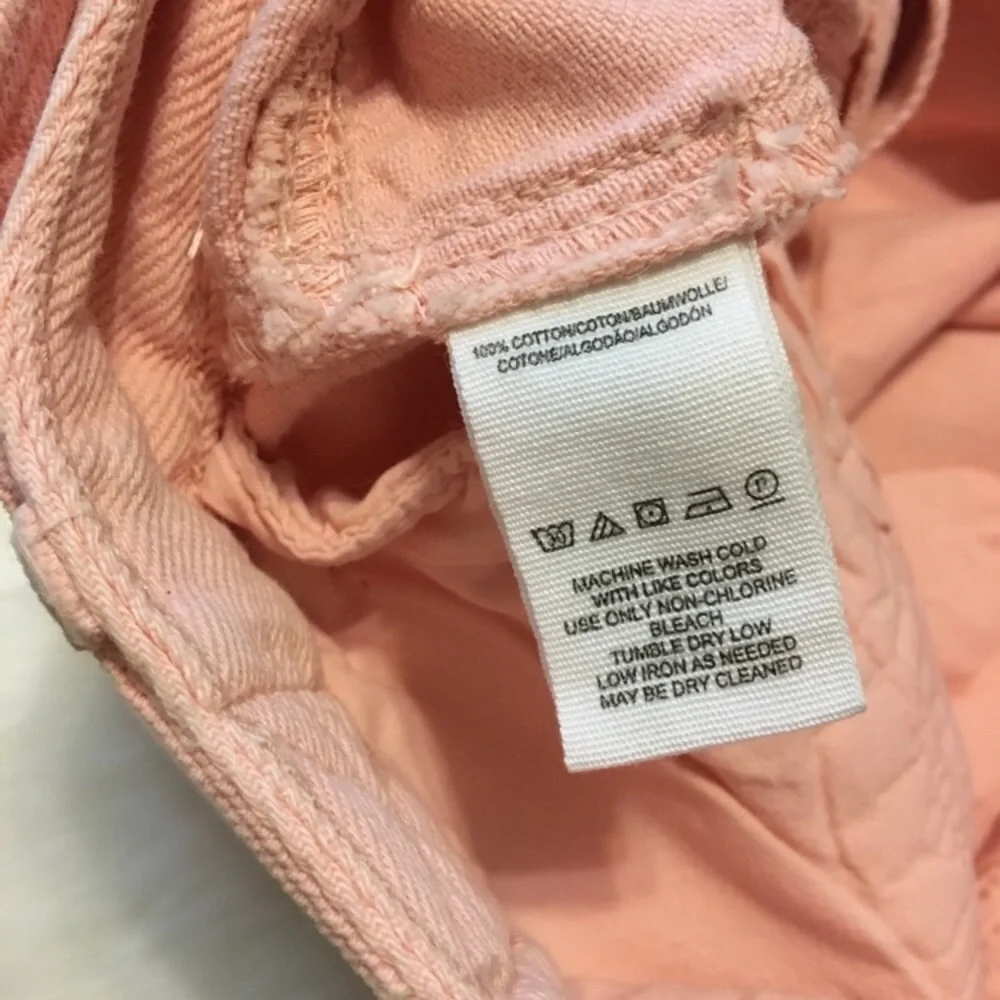 100% COTTON/COTON/BAUMWOLLE/
COTONE/ALGODÃO/ALGODÓN
30
P
MACHINE WASH COLD
WITH LIKE COLORS
USE ONLY NON-CHLORINE
BLEACH
TUMBLE DRY LOW
LOW IRON AS NEEDED
MAY BE DRY CLEANED